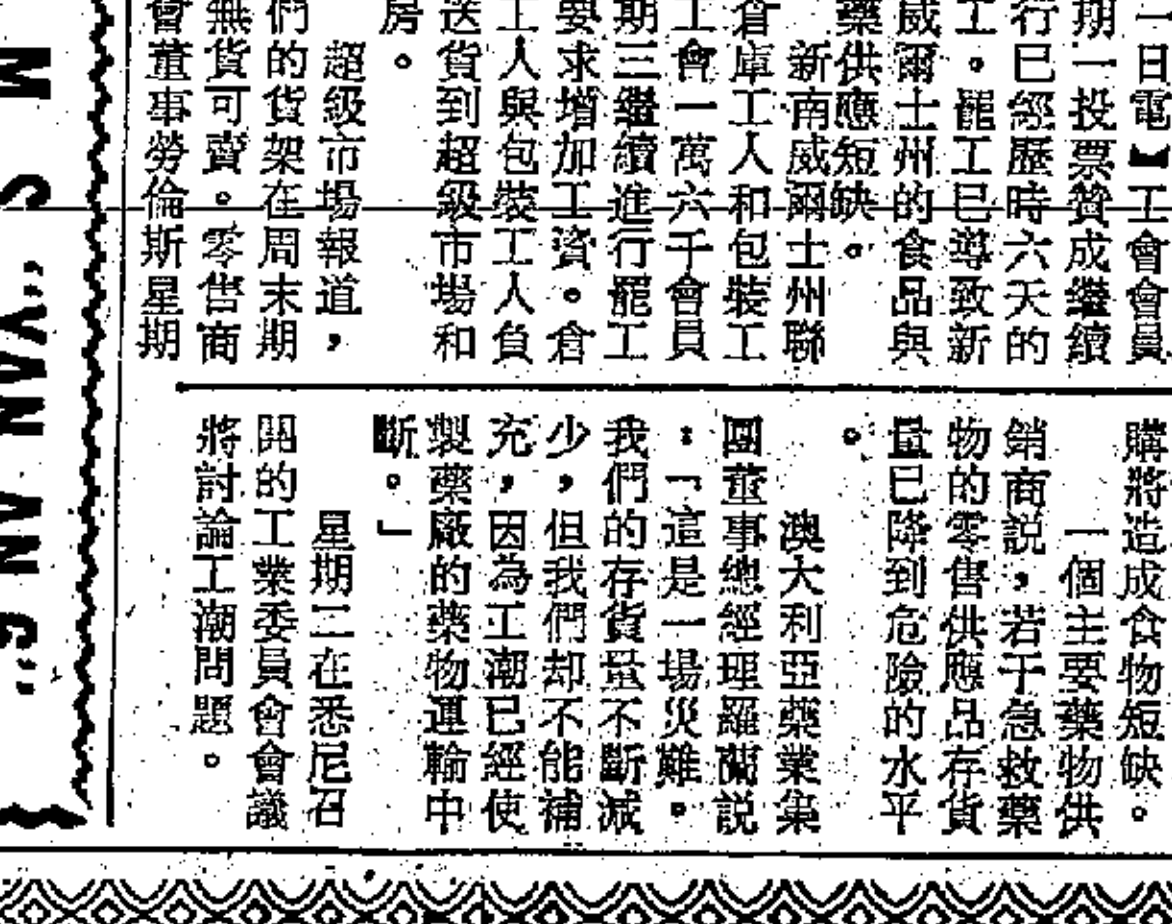 一日電】工會會員
期一投票贊成繼續
行已經歷時六天的
工。罷工已導致新
威爾士州的食品與
藥供應短缺。
新南威爾士州聯
倉庫工人和包裝工
工會一萬六千會員
期三繼續進行罷工
要求增加工資。倉
工人與包裝工人負
送貨到超級市場和
房。
超級市場報道，
們的貨架在周末期
無貨可賣。零售商
會董事勞倫斯星期
購將造成食物短缺。
一個主要藥物供
銷商説，若干急救藥
物的零售供應品存貨
量已降到危險的水平
。
澳大利亞藥業集
團董事總經理羅蘭説
：「這是一場災難。
我們的存貨量不斷減
少，但我們却不能補
充，因為工潮已經使
製藥廠的藥物運輸中
斷。」
星期二在悉尼召
開的工業委員會會議
將討論工潮問題。